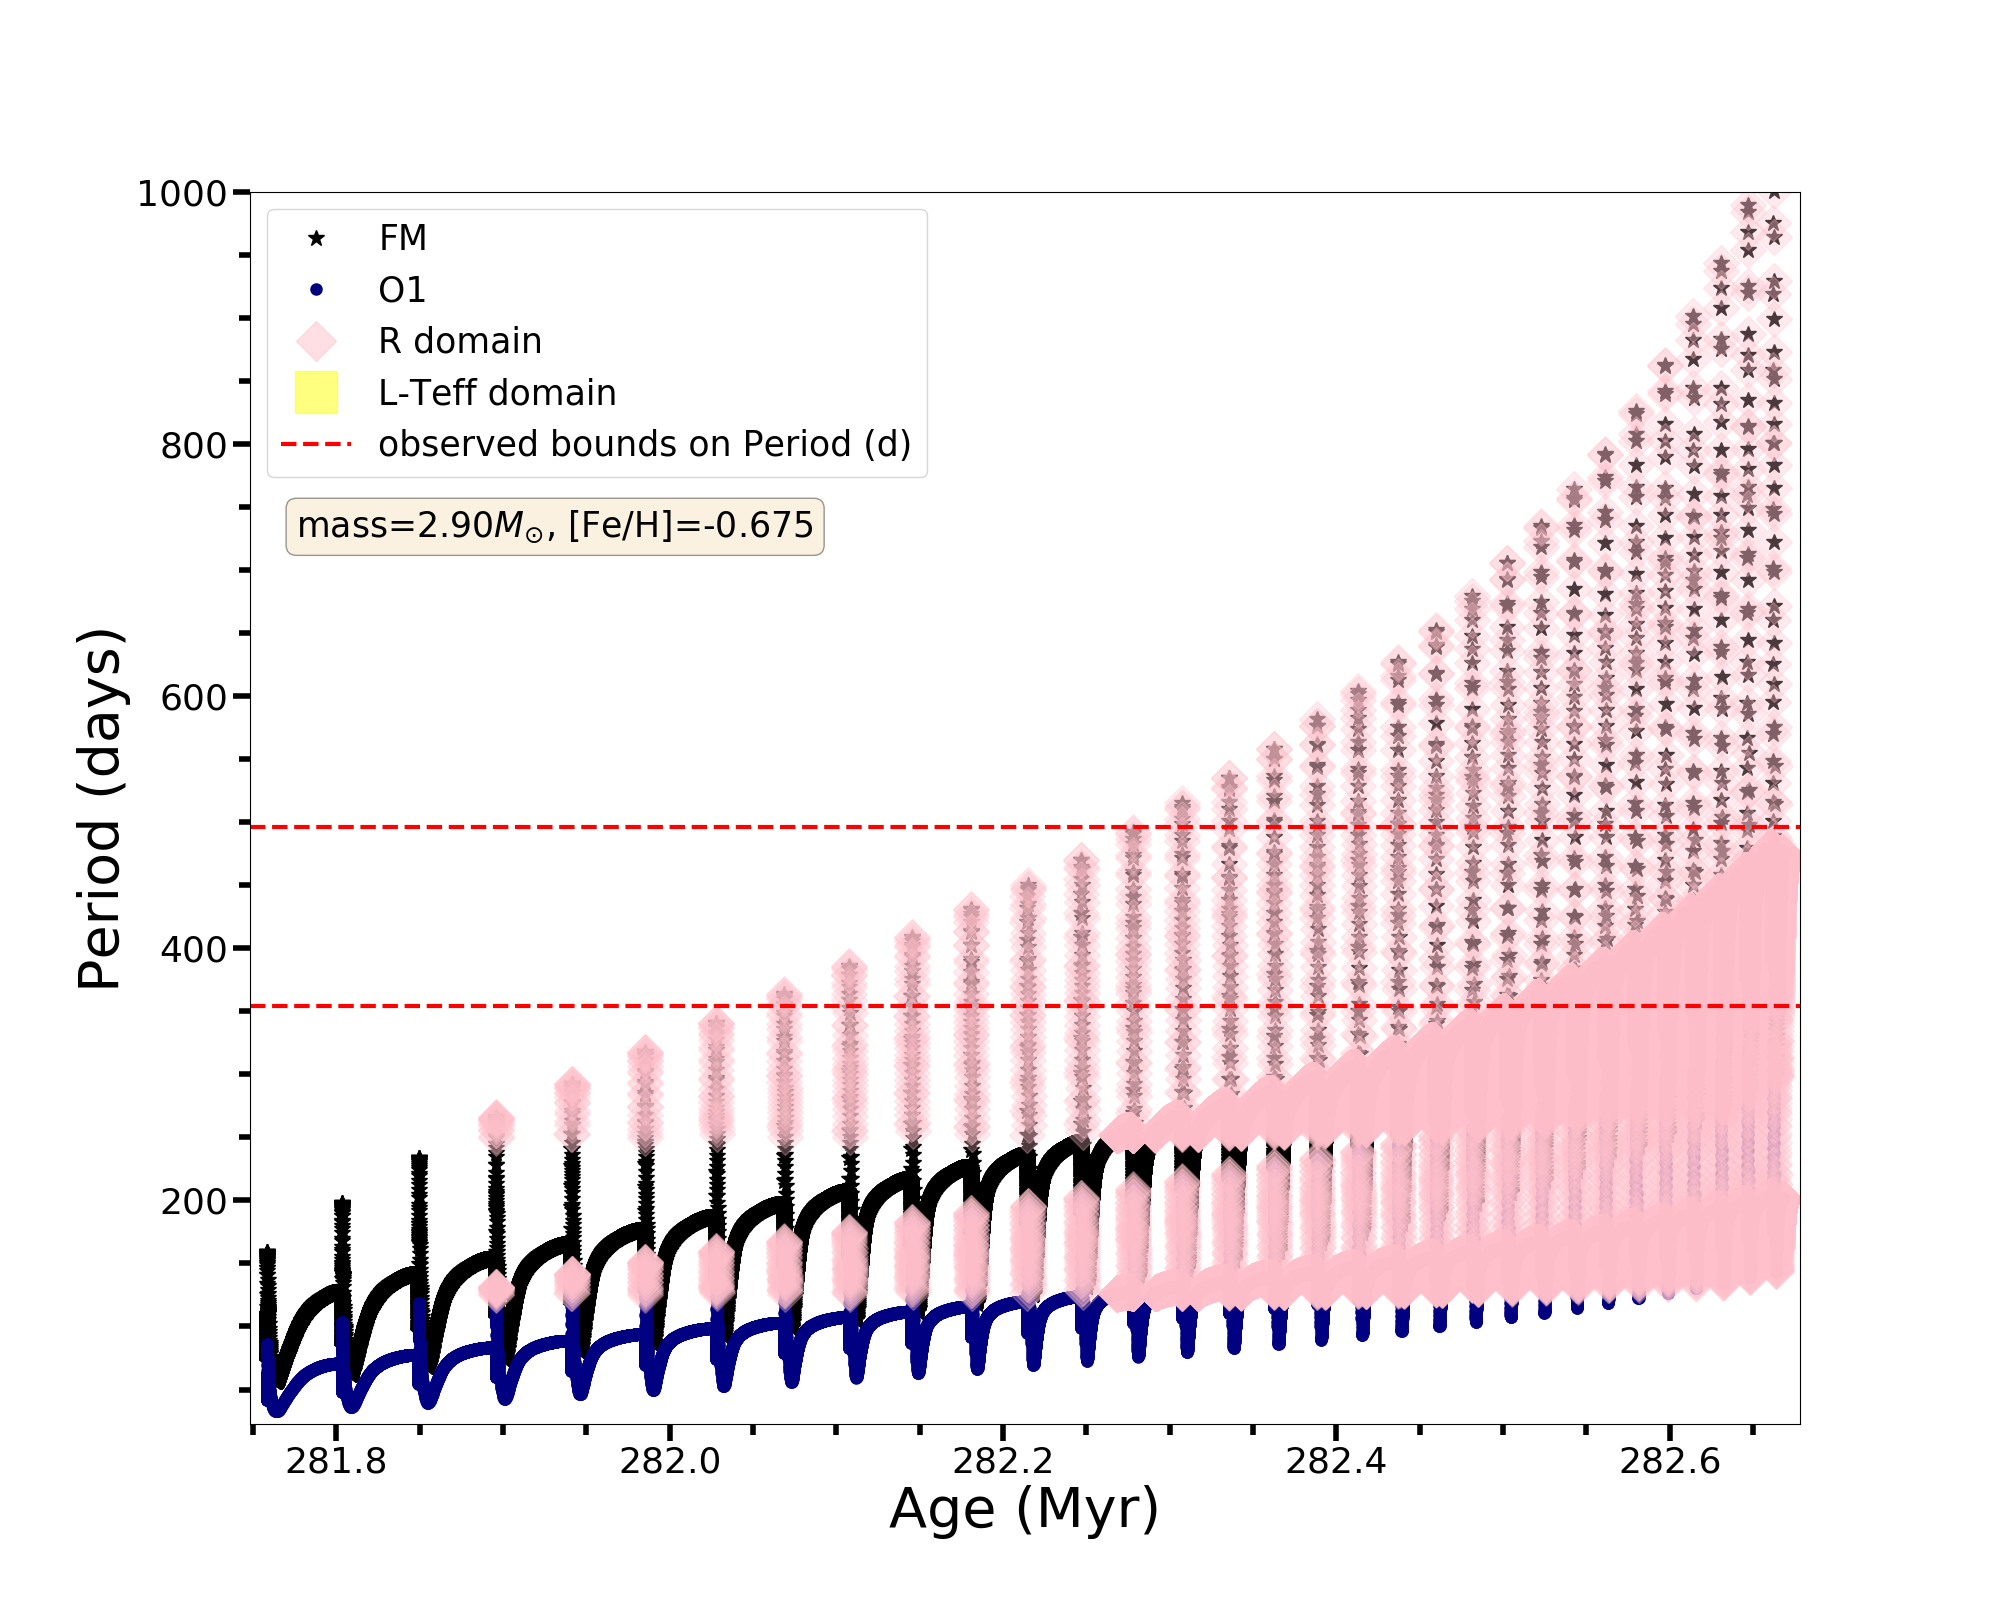 1000
800
600
400
200
Period (days)
FM
O1
R domain
L-Teff domain
observed bounds on Period (d)
mass=2.90M⊙, [Fe/H]=-0.675
281.8 282.0 282.2 282.4 282.6
Age (Myr)